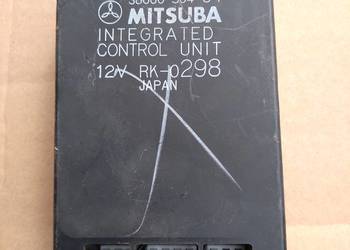 MITSUBA
INTEGRATED
CONTROL UNIT
12V RK-0298
JAPAN